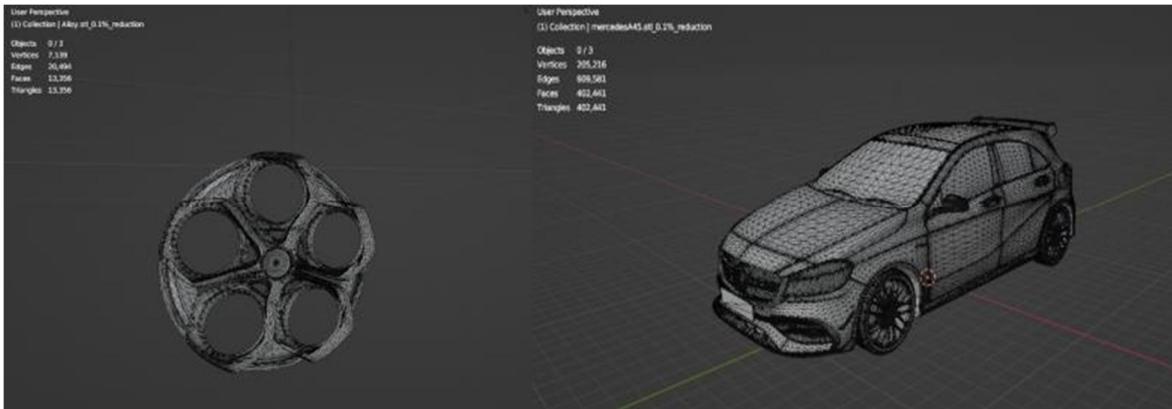 User Perspective
(1) Collection | Alloy.stl_0.1%_reduction
Objects 0/3
Vertices 7,139
Edges 20,494
Faces 13,356
Triangles 13,356
User Perspective
(1) Collection | mercedesA45.stl_0.1%_reduction
Objects 0/3
Vertices 205,216
Edges 609,581
Faces 402,441
Triangles 402,441